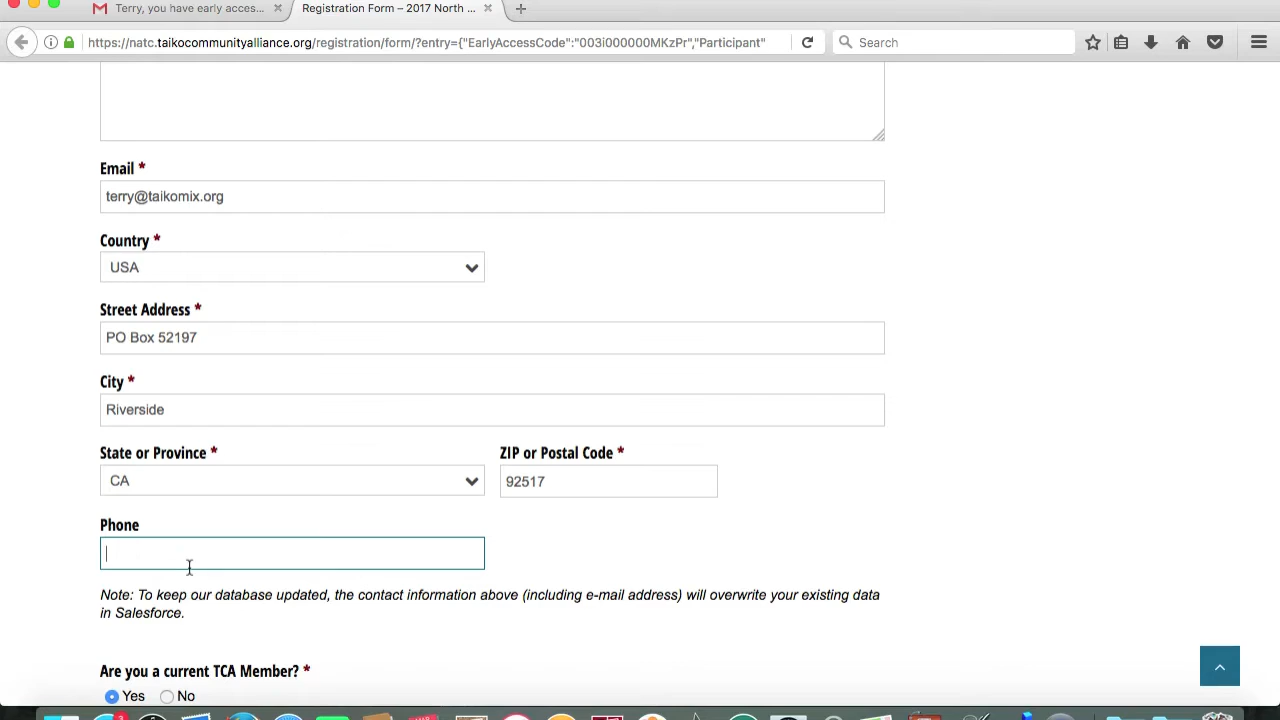 Terry, you have early acces...
Registration Form – 2017 North ...
https://natc.taikocommunityalliance.org/registration/form/?entry={"EarlyAccessCode":"003i000000MKzPr","Participant"
Search
Email *
terry@taikomix.org
Country *
USA
Street Address *
PO Box 52197
City *
Riverside
State or Province *
ZIP or Postal Code *
CA
92517
Phone
Note: To keep our database updated, the contact information above (including e-mail address) will overwrite your existing data
in Salesforce.
Are you a current TCA Member? *
Yes No